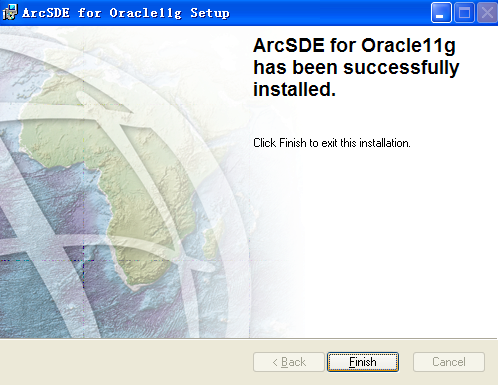 ArcSDE for Oracle11g Setup
ArcSDE for Oracle11g
has been successfully
installed.
Click Finish to exit this installation.
< Back
Finish
Cancel